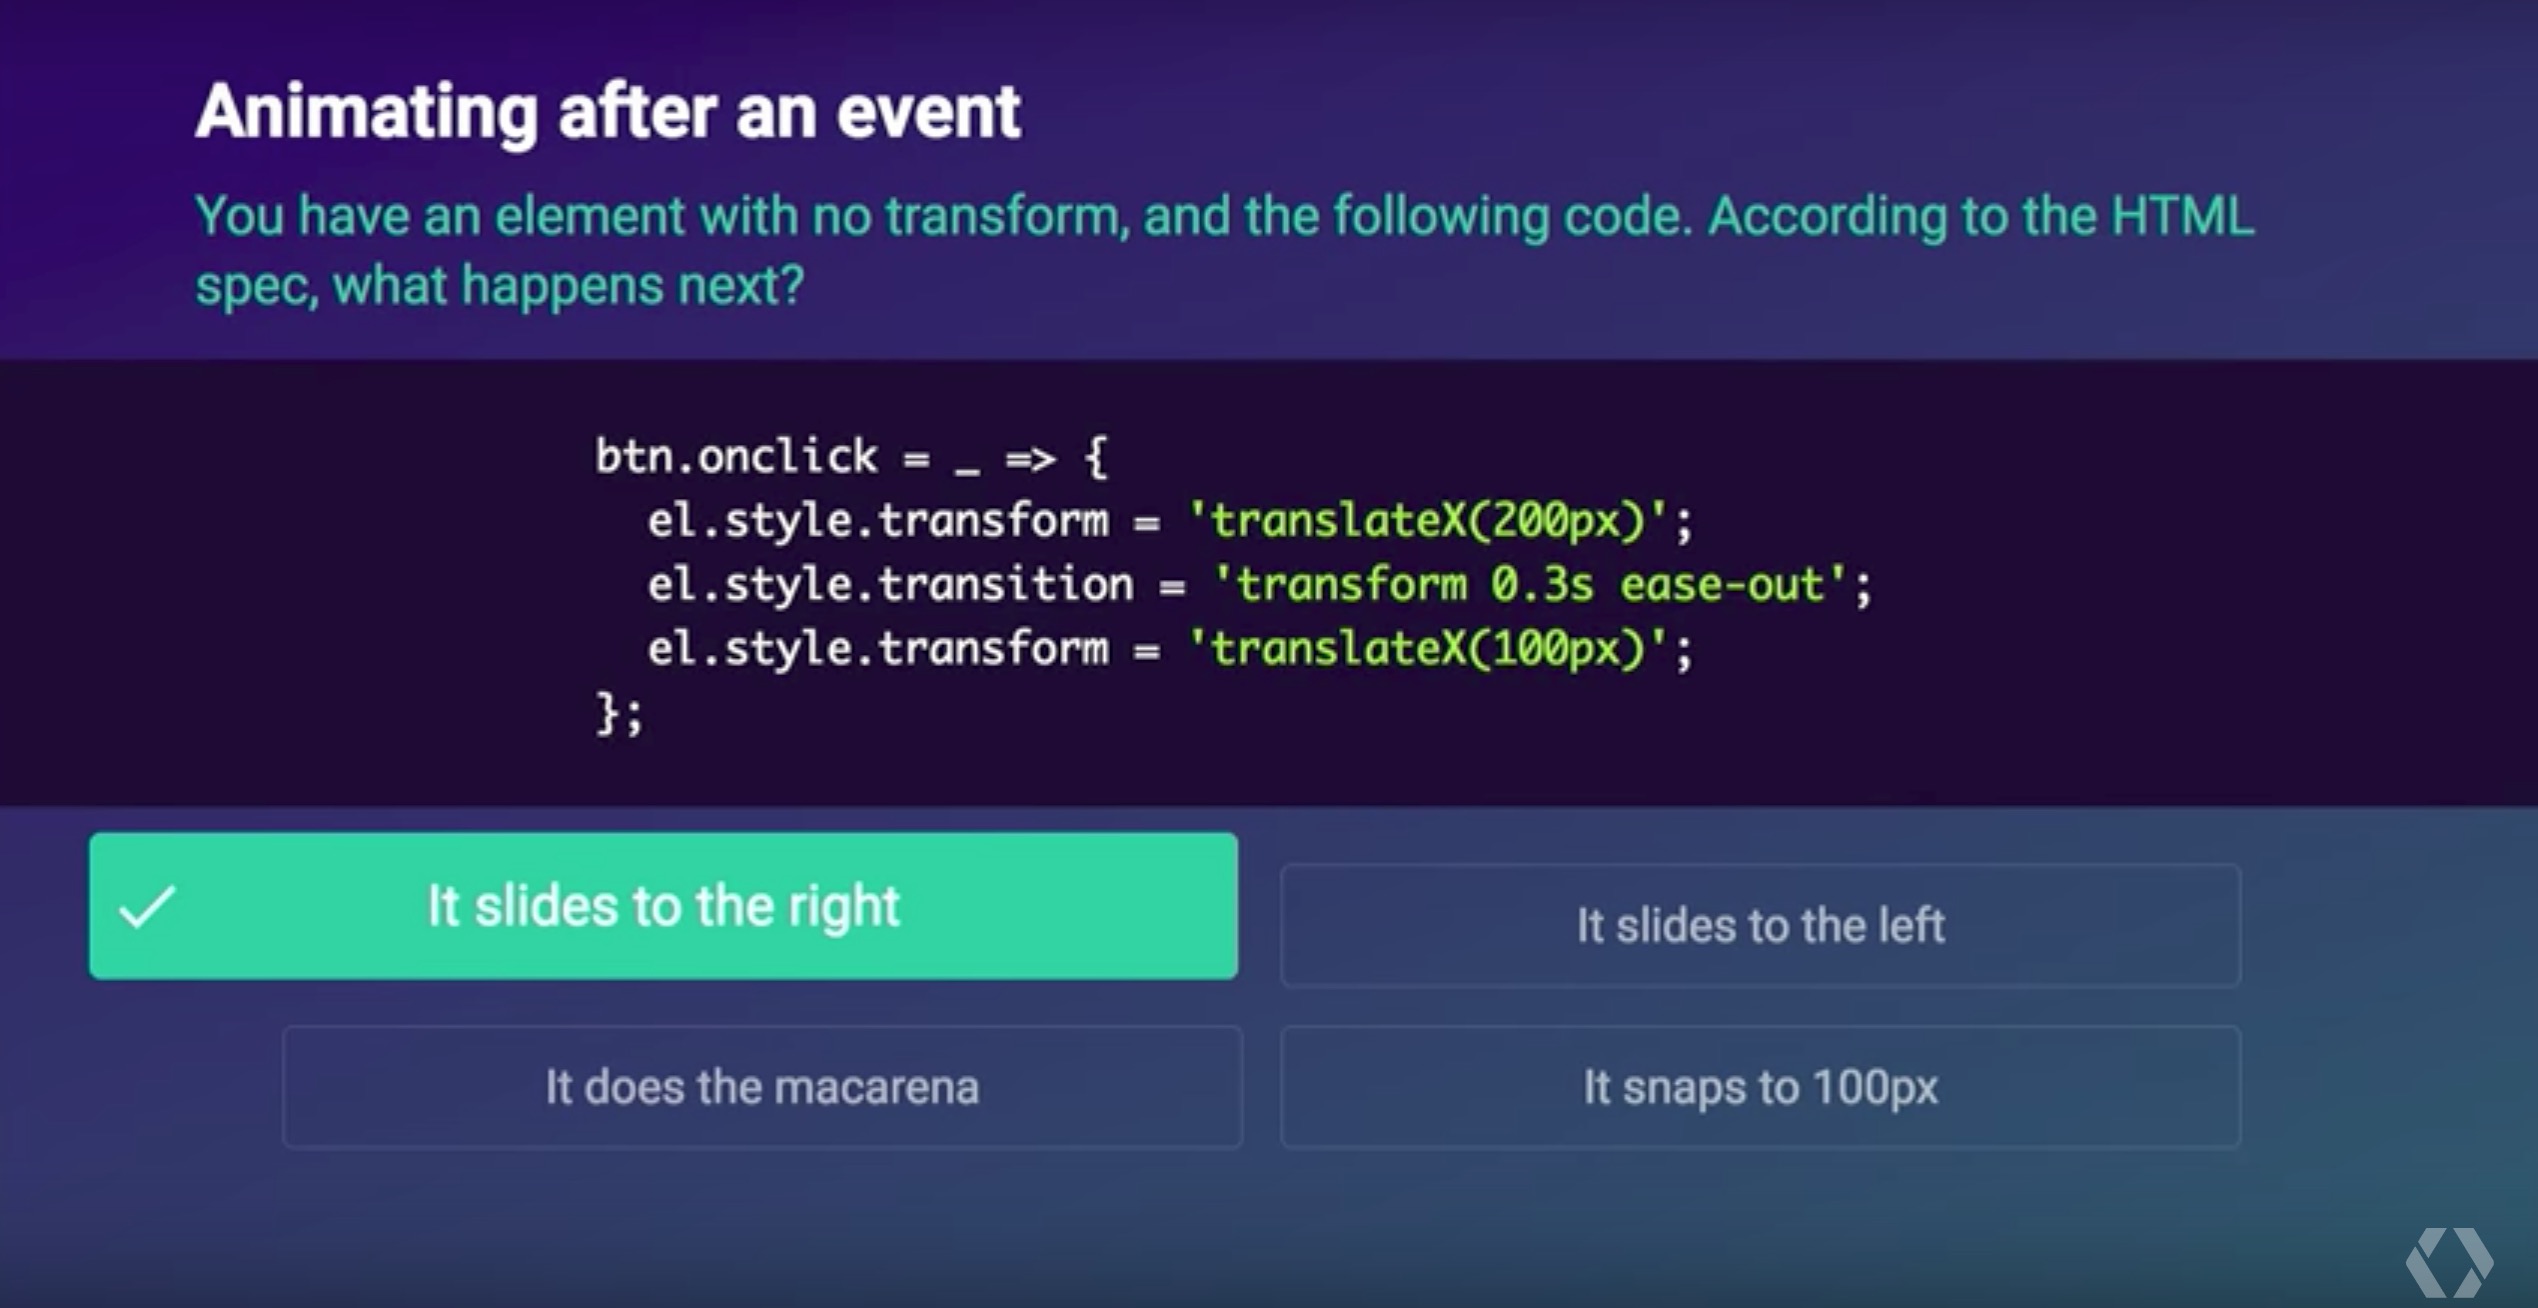 Animating after an event
You have an element with no transform, and the following code. According to the HTML
spec, what happens next?
btn.onclick = _ => {
  el.style.transform = 'translateX(200px)';
  el.style.transition = 'transform 0.3s ease-out';
  el.style.transform = 'translateX(100px)';
};
It slides to the right
It slides to the left
It does the macarena
It snaps to 100px